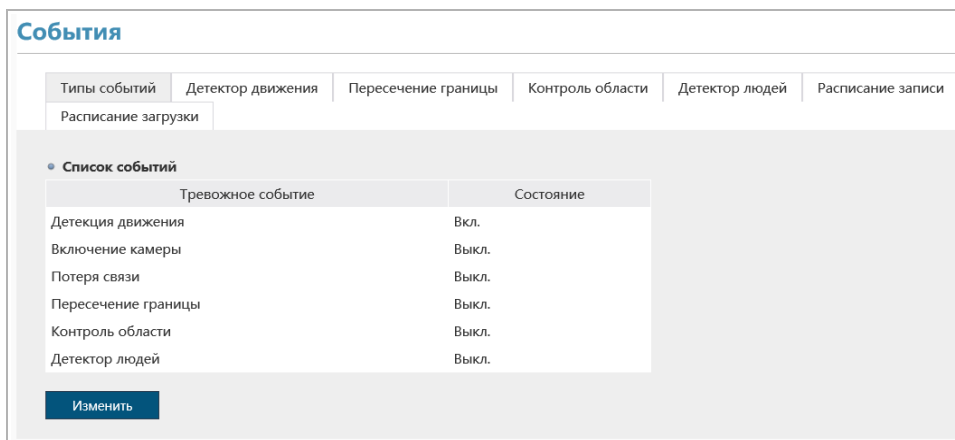 События
Типы событий Детектор движения Пересечение границы Контроль области Детектор людей Расписание записи
Расписание загрузки
Список событий
Тревожное событие Состояние
Детекция движения Вкл.
Включение камеры Выкл.
Потеря связи Выкл.
Пересечение границы Выкл.
Контроль области Выкл.
Детектор людей Выкл.
Изменить